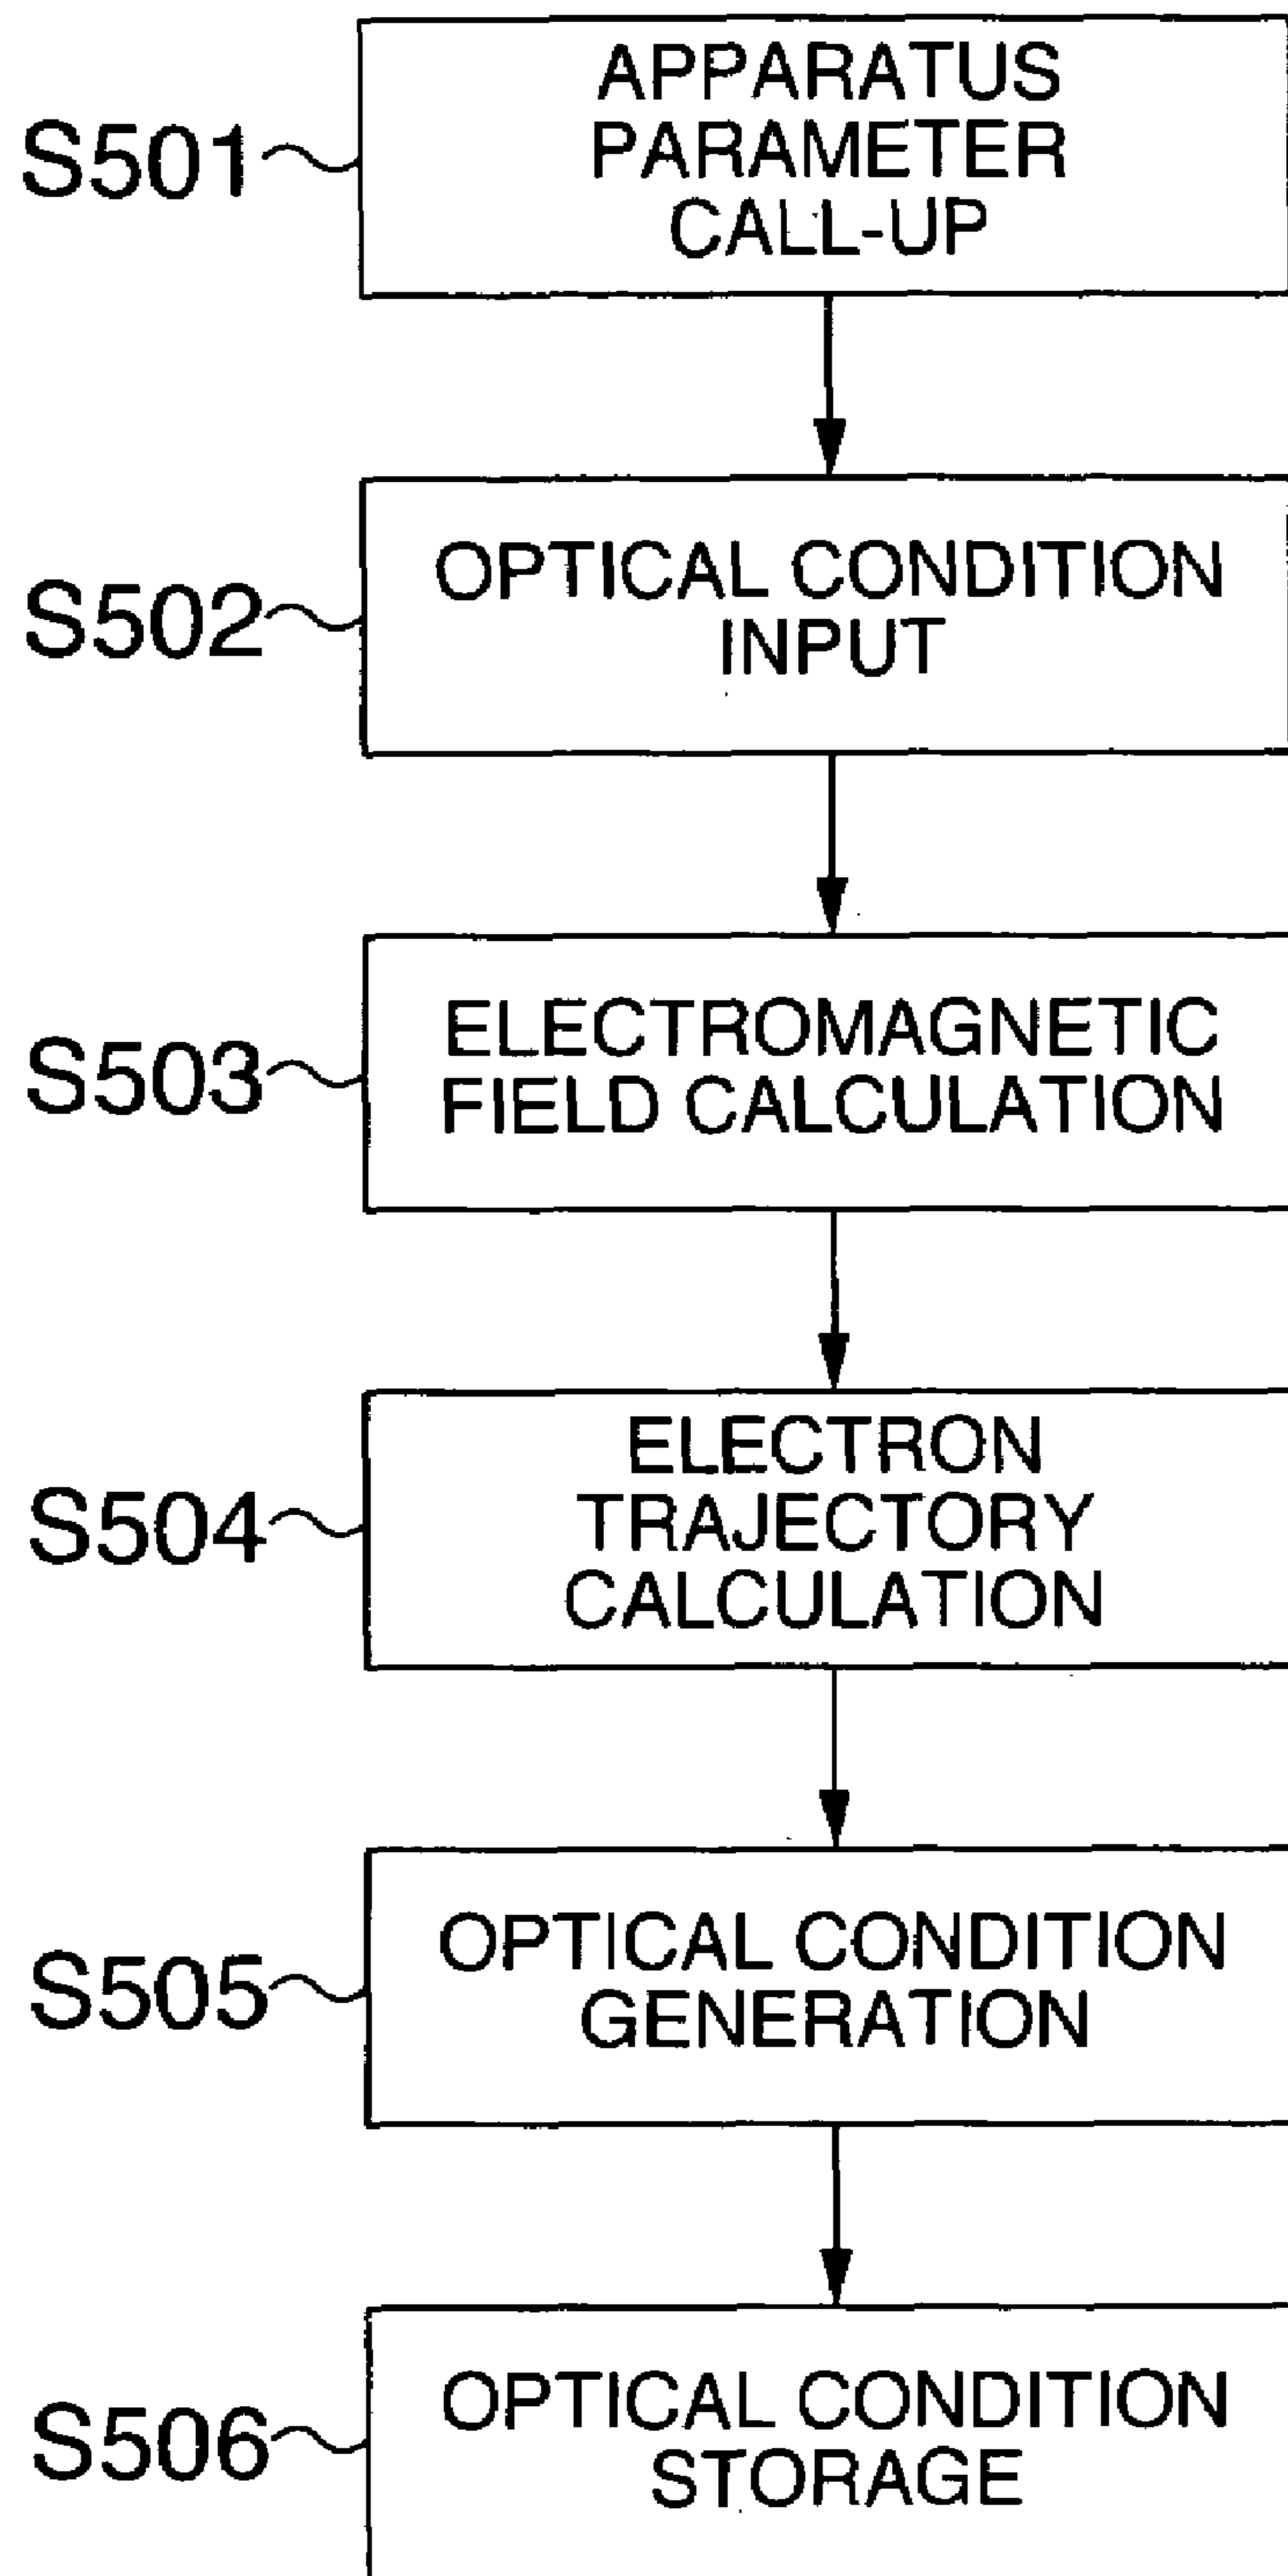 S501
APPARATUS
PARAMETER
CALL-UP
S502
OPTICAL CONDITION
INPUT
S503
ELECTROMAGNETIC
FIELD CALCULATION
S504
ELECTRON
TRAJECTORY
CALCULATION
S505
OPTICAL CONDITION
GENERATION
S506
OPTICAL CONDITION
STORAGE